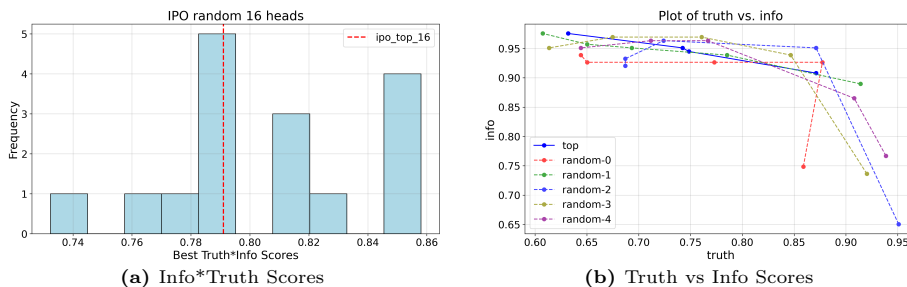 IPO random 16 heads
ipo_top_16
Frequency
5
4
3
2
1
0
0.74
0.76
0.78
0.80
0.82
0.84
0.86
Best Truth*Info Scores
(a) Info*Truth Scores
Plot of truth vs. info
info
0.95
0.90
0.85
0.80
0.75
0.70
0.65
top
random-0
random-1
random-2
random-3
random-4
0.60
0.65
0.70
0.75
0.80
0.85
0.90
0.95
truth
(b) Truth vs Info Scores